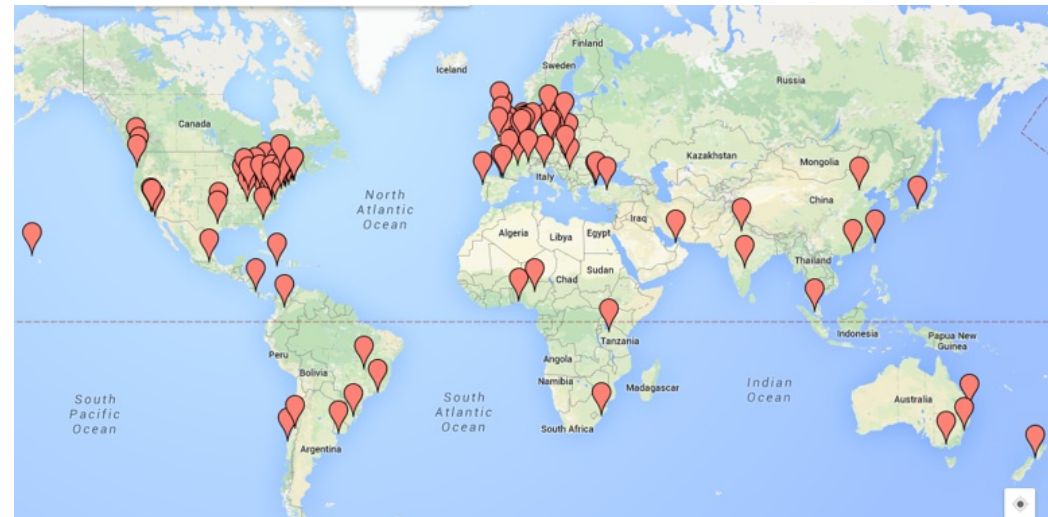 Finland
Iceland
Sweden
Russia
Canada
Kazakhstan
Mongolia
Italy
North
Atlantic
Ocean
China
Iraq
Algeria
Libya
Egypt
Thailand
Chad
Sudan
Indonesia
Papua New
Guinea
Tanzania
Peru
Angola
Bolivia
Namibia
Madagascar
Indian
Ocean
South
Pacific
Ocean
South
Atlantic
Ocean
Australia
South Africa
Argentina